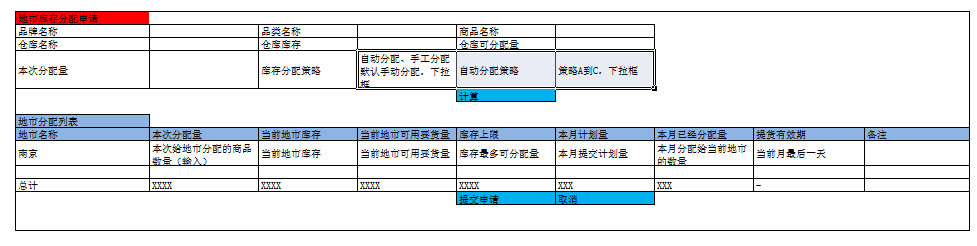 地市库存分配申请
品牌名称 品类名称 商品名称
仓库名称 仓库库存 仓库可分配量
本次分配量 库存分配策略 自动分配、手工分配 默认手动分配，下拉框 自动分配策略 策略A到C，下拉框
计算
地市分配列表
地市名称 本次分配量 当前地市库存 当前地市可用要货量 库存上限 本月计划量 本月已经分配量 提货有效期 备注
南京 本次给地市分配的商品数量（输入） 当前地市库存 当前地市可用要货量 库存最多可分配量 本月提交计划量 本月分配给当前地市的数量 当前月最后一天
总计 XXXX XXXX XXXX XXXX XXX XXX -
提交申请 取消